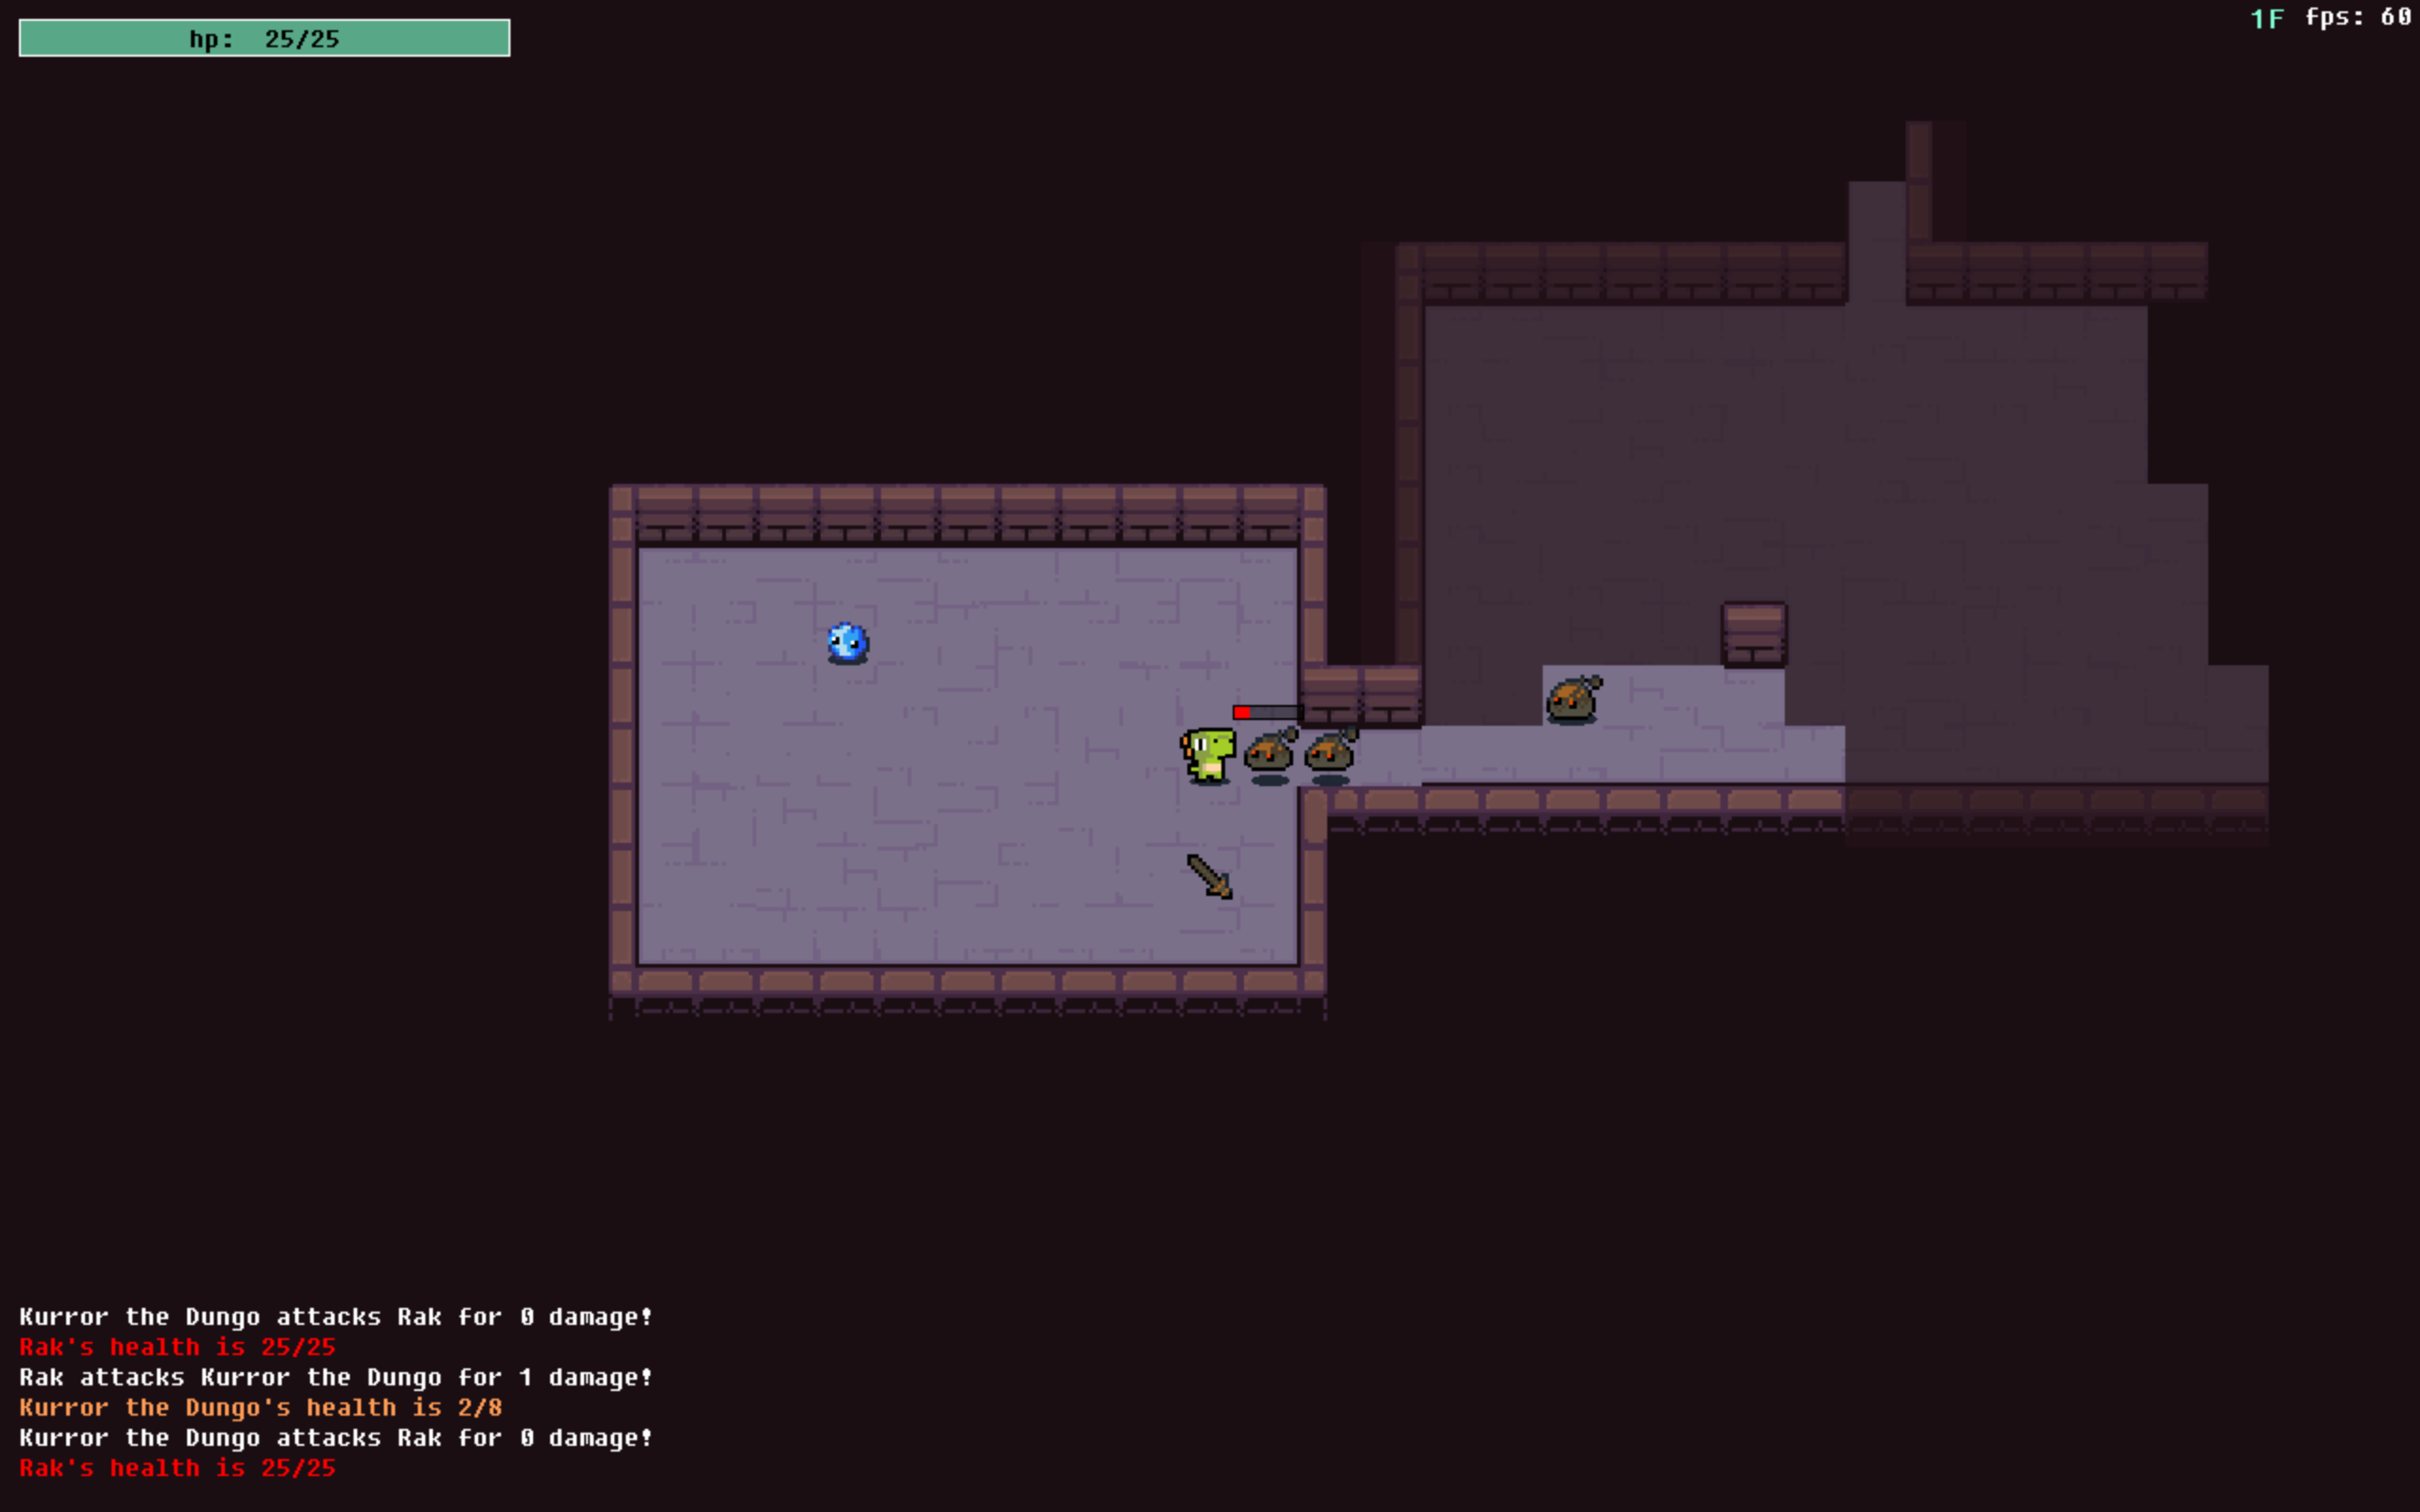 hp: 25/25
1F fps: 60
Kurror the Dungo attacks Rak for 0 damage!
Rak's health is 25/25
Rak attacks Kurror the Dungo for 1 damage!
Kurror the Dungo's health is 2/8
Kurror the Dungo attacks Rak for 0 damage!
Rak's health is 25/25